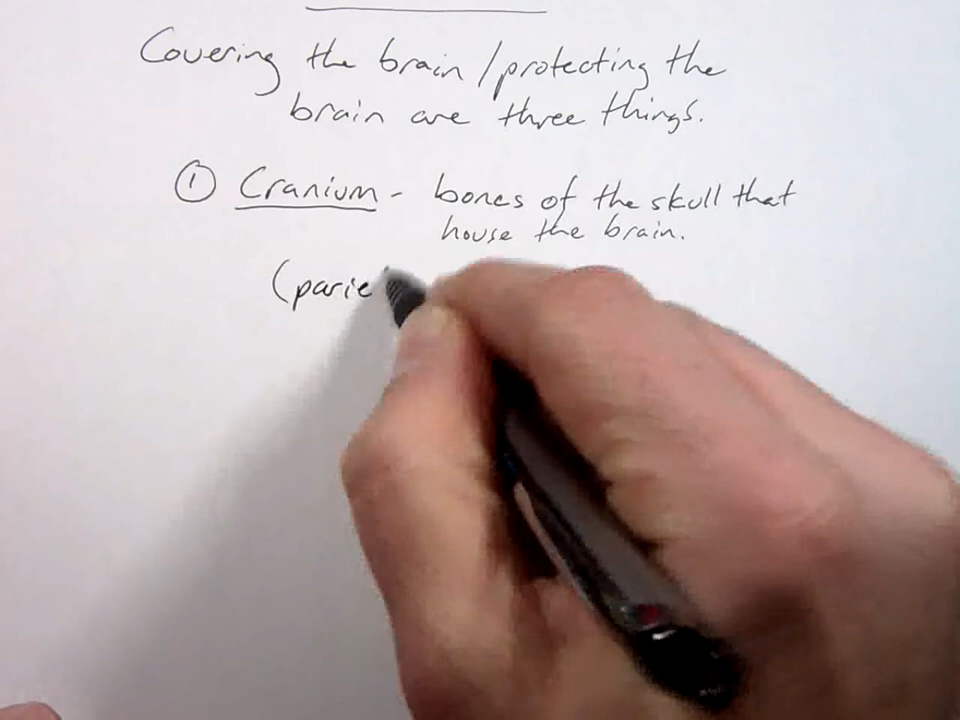 Covering the brain/protecting the
brain are three things.
① Cranium - bones of the skull that
house the brain.
(parie